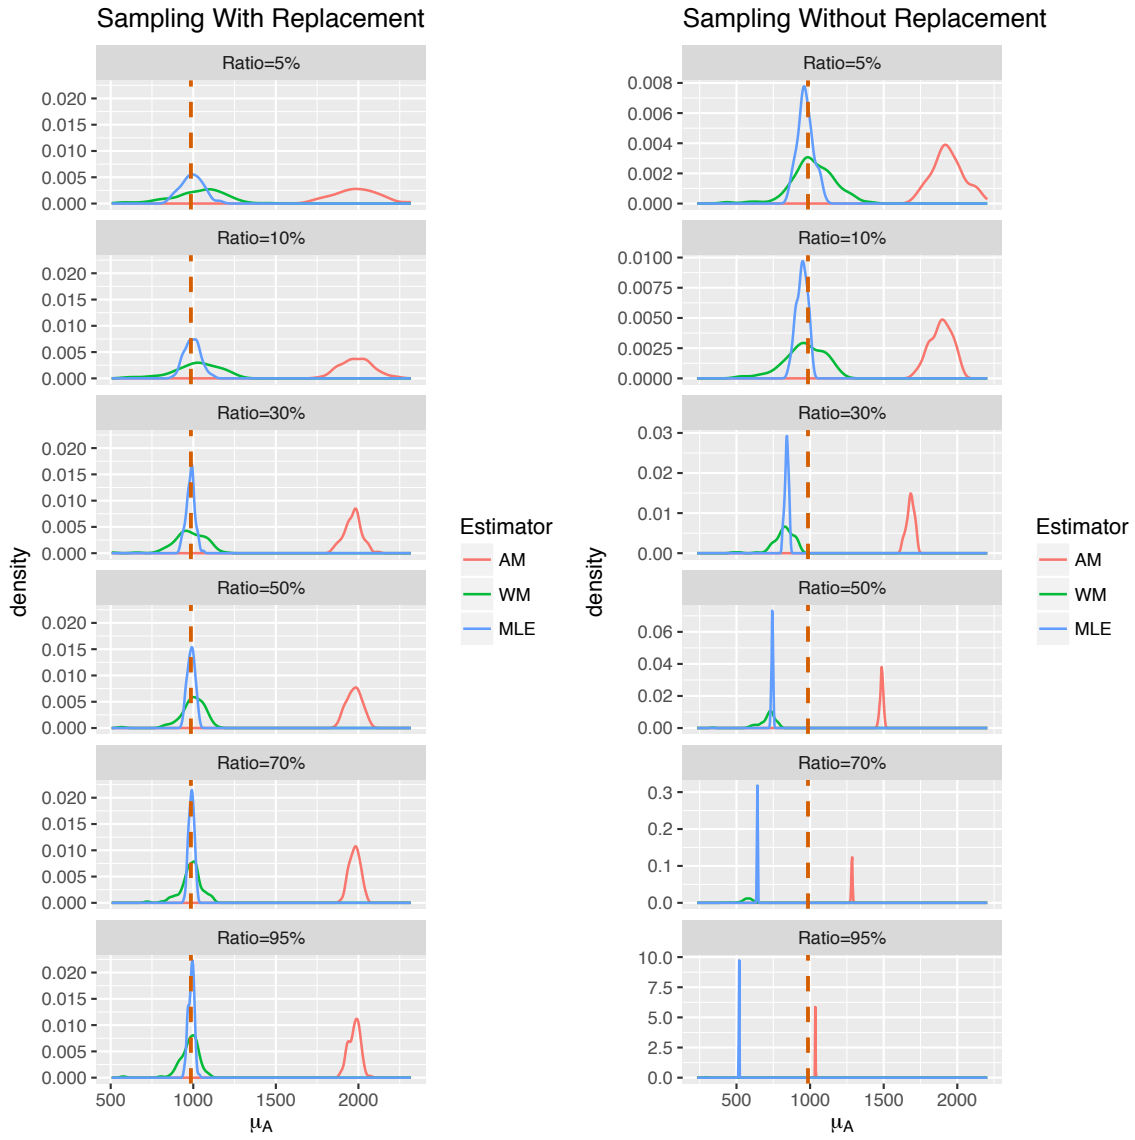 Sampling With Replacement
Ratio=5%
0.020
0.015
0.010
0.005
0.000
Ratio=10%
0.020
0.015
0.010
0.005
0.000
Ratio=30%
0.020
0.015
0.010
0.005
0.000
Ratio=50%
0.020
0.015
0.010
0.005
0.000
Ratio=70%
0.020
0.015
0.010
0.005
0.000
Ratio=95%
0.020
0.015
0.010
0.005
0.000
500 1000 1500 2000
μA
density
Estimator
AM
WM
MLE
Sampling Without Replacement
Ratio=5%
0.008
0.006
0.004
0.002
0.000
Ratio=10%
0.0100
0.0075
0.0050
0.0025
0.0000
Ratio=30%
0.03
0.02
0.01
0.00
Ratio=50%
0.06
0.04
0.02
0.00
Ratio=70%
0.3
0.2
0.1
0.0
Ratio=95%
10.0
7.5
5.0
2.5
0.0
500 1000 1500 2000
μA
density
Estimator
AM
WM
MLE